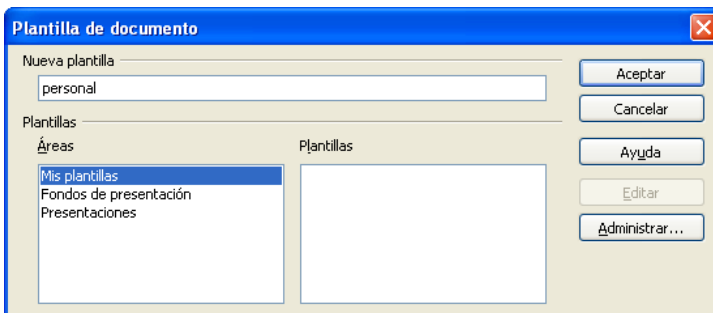 Plantilla de documento
Nueva plantilla
personal
Aceptar
Cancelar
Plantillas
Áreas
Plantillas
Ayuda
Mis plantillas
Fondos de presentación
Presentaciones
Editar
Administrar...